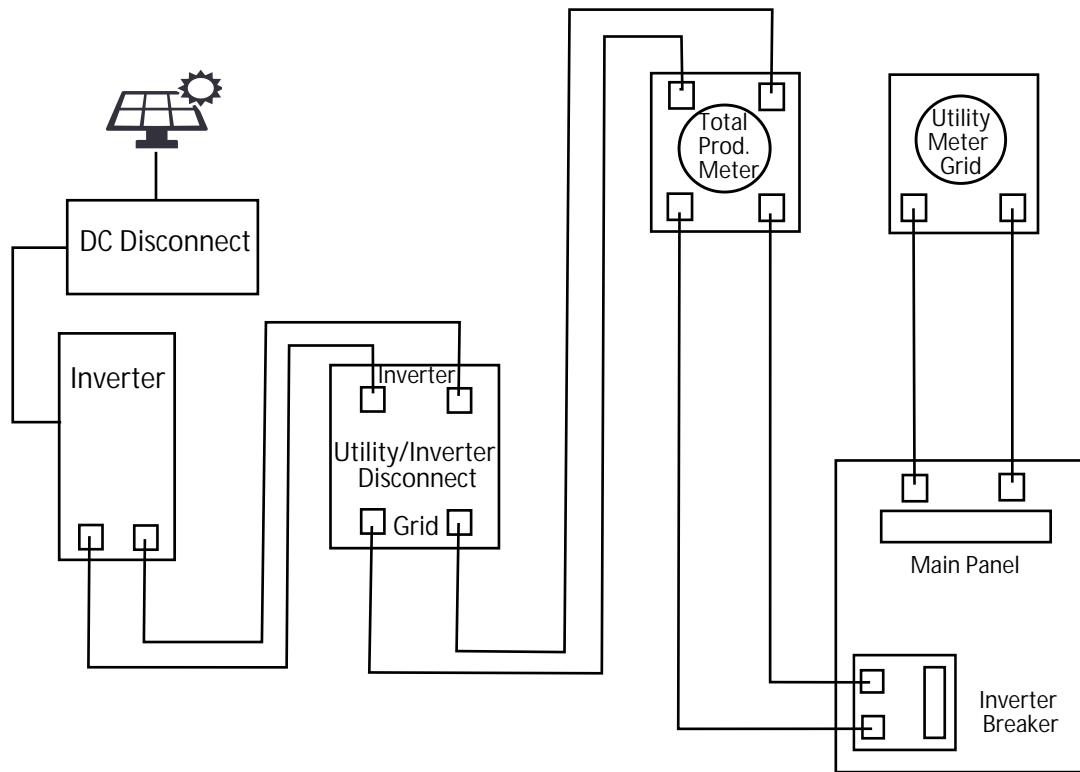 DC Disconnect
Inverter
Inverter
Utility/Inverter
Disconnect
Grid
Total
Prod.
Meter
Utility
Meter
Grid
Main Panel
Inverter
Breaker